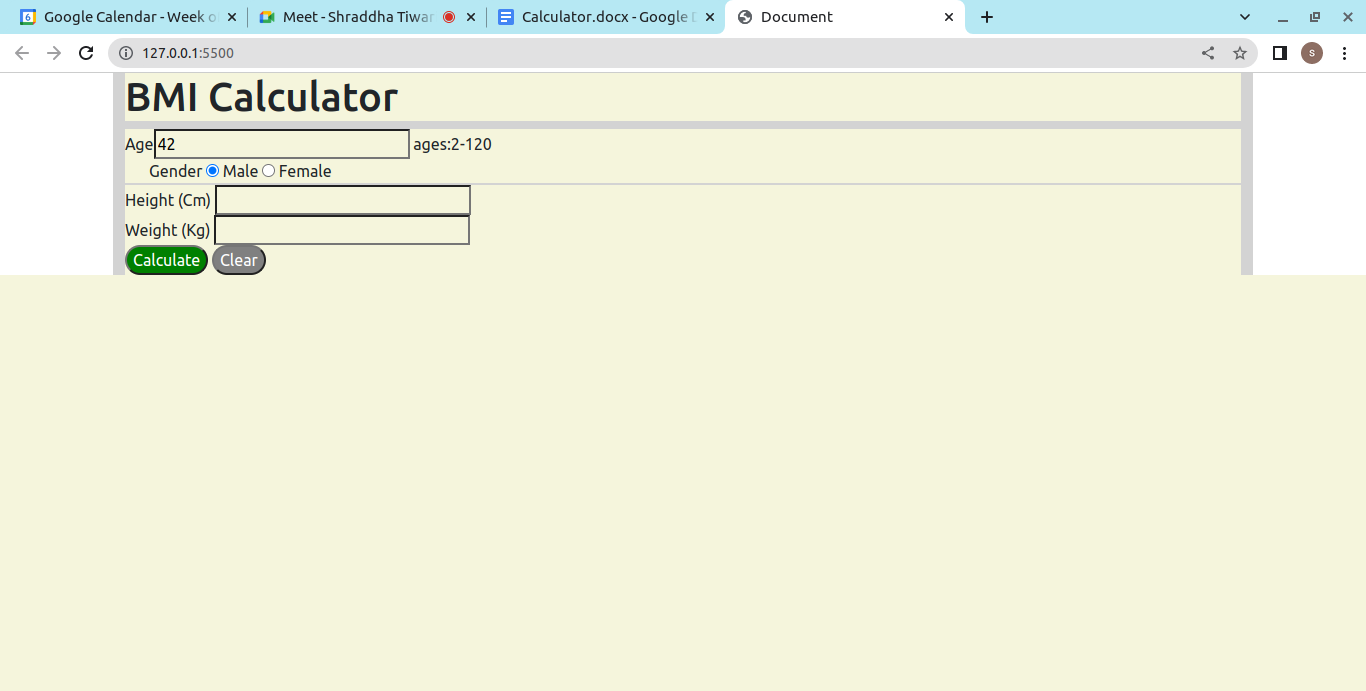 6 Google Calendar - Week o
Meet - Shraddha Tiwar
Calculator.docx - Google D
Document
127.0.0.1:5500
S
BMI Calculator
Age 42 ages:2-120
Gender Male Female
Height (Cm)
Weight (Kg)
Calculate Clear